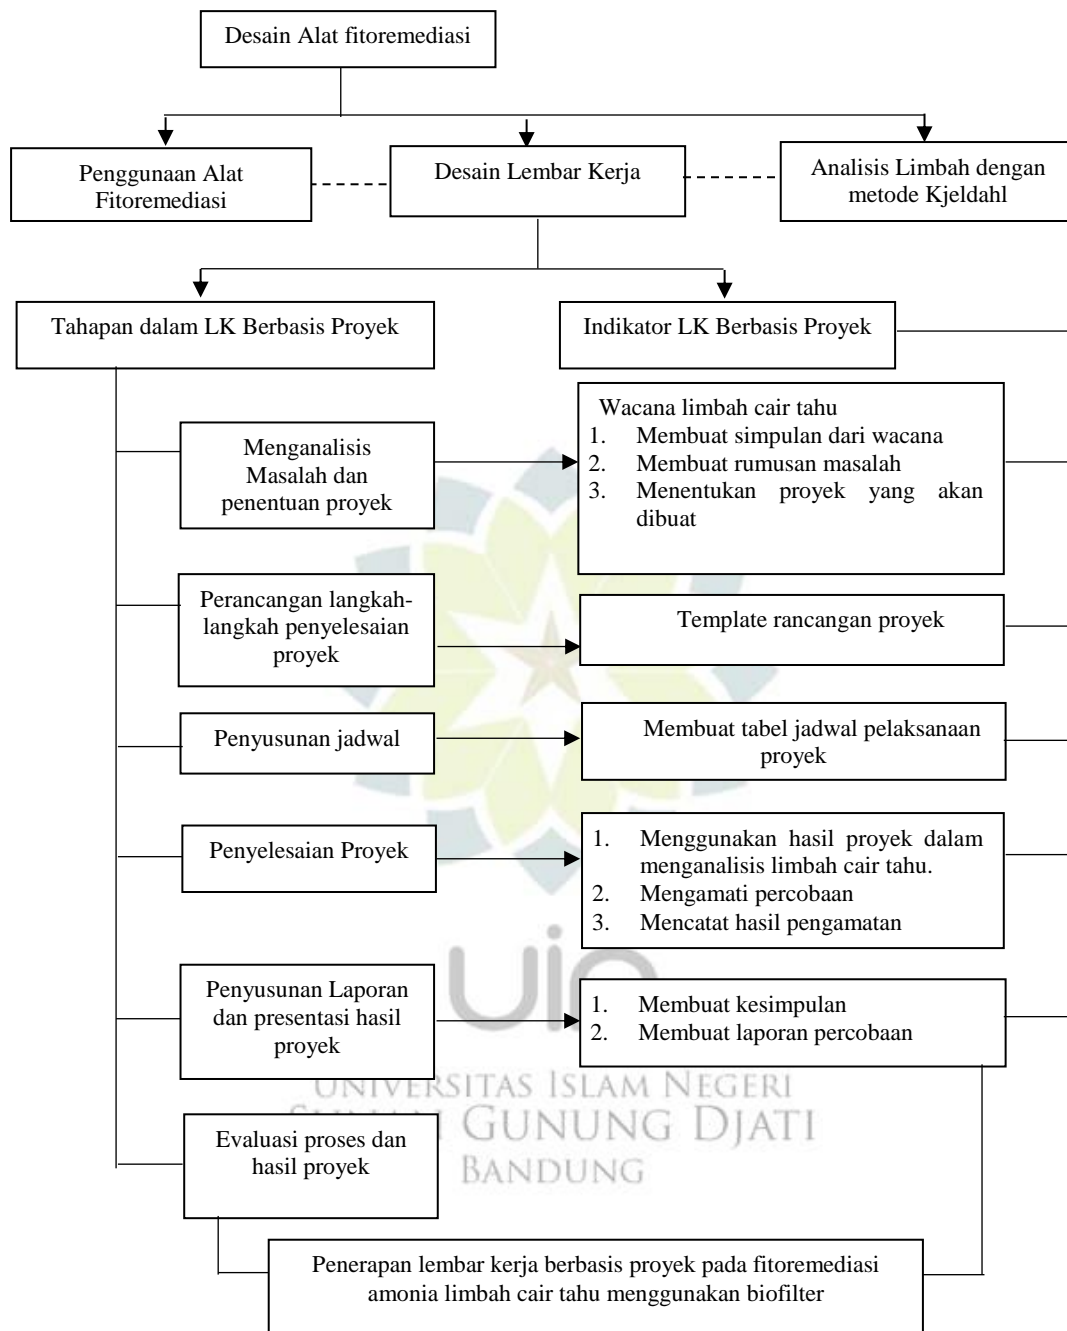 Desain Alat fitoremediasi
Penggunaan Alat
Fitoremediasi
Desain Lembar Kerja
Analisis Limbah dengan
metode Kjeldahl
Tahapan dalam LK Berbasis Proyek
Indikator LK Berbasis Proyek
Menganalisis
Masalah dan
penentuan proyek
Wacana limbah cair tahu
1. Membuat simpulan dari wacana
2. Membuat rumusan masalah
3. Menentukan proyek yang akan
dibuat
Perancangan langkah-
langkah penyelesaian
proyek
Template rancangan proyek
Penyusunan jadwal
Membuat tabel jadwal pelaksanaan
proyek
Penyelesaian Proyek
1. Menggunakan hasil proyek dalam
menganalisis limbah cair tahu.
2. Mengamati percobaan
3. Mencatat hasil pengamatan
Penyusunan Laporan
dan presentasi hasil
proyek
1. Membuat kesimpulan
2. Membuat laporan percobaan
uin
UNIVERSITAS ISLAM NEGERI
SUNAN GUNUNG DJATI
BANDUNG
Evaluasi proses dan
hasil proyek
Penerapan lembar kerja berbasis proyek pada fitoremediasi
amonia limbah cair tahu menggunakan biofilter